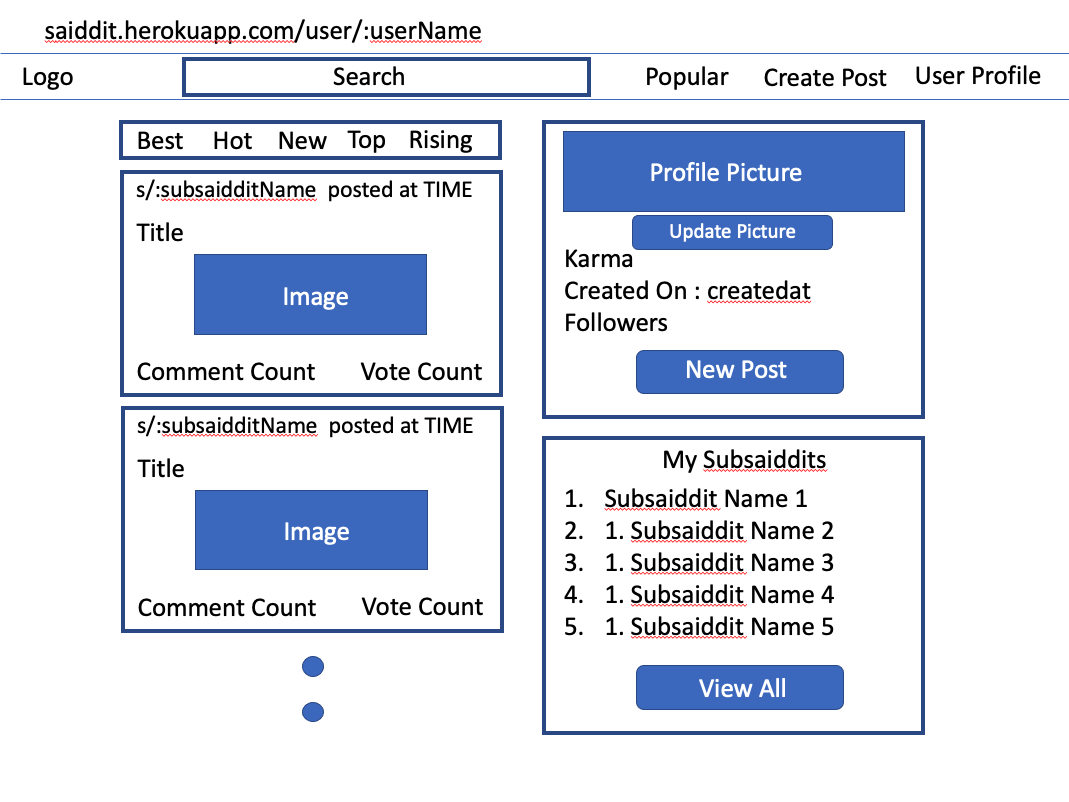 saiddit.herokuapp.com/user/:userName
Logo Search Popular Create Post User Profile
Best Hot New Top Rising
s/:subsaidditName posted at TIME
Title
Image
Comment Count Vote Count
s/:subsaidditName posted at TIME
Title
Image
Comment Count Vote Count
Profile Picture
Update Picture
Karma
Created On : createdat
Followers
New Post
My Subsaiddits
1. Subsaiddit Name 1
2. 1. Subsaiddit Name 2
3. 1. Subsaiddit Name 3
4. 1. Subsaiddit Name 4
5. 1. Subsaiddit Name 5
View All